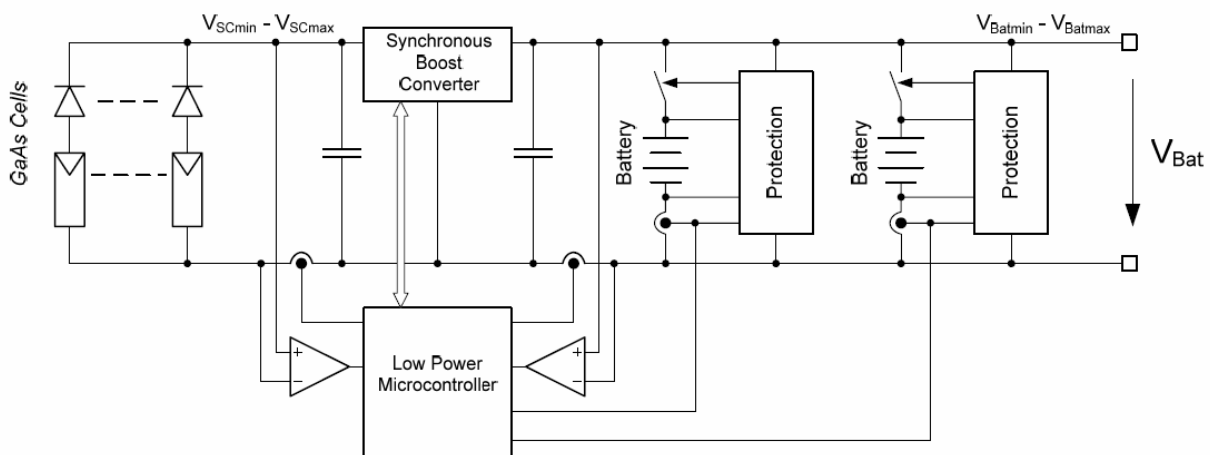 V_SCmin - V_SCmax
V_Batmin - V_Batmax
Synchronous
Boost
Converter
GaAs Cells
Battery
Protection
Battery
Protection
V_Bat
+
−
Low Power
Microcontroller
+
−